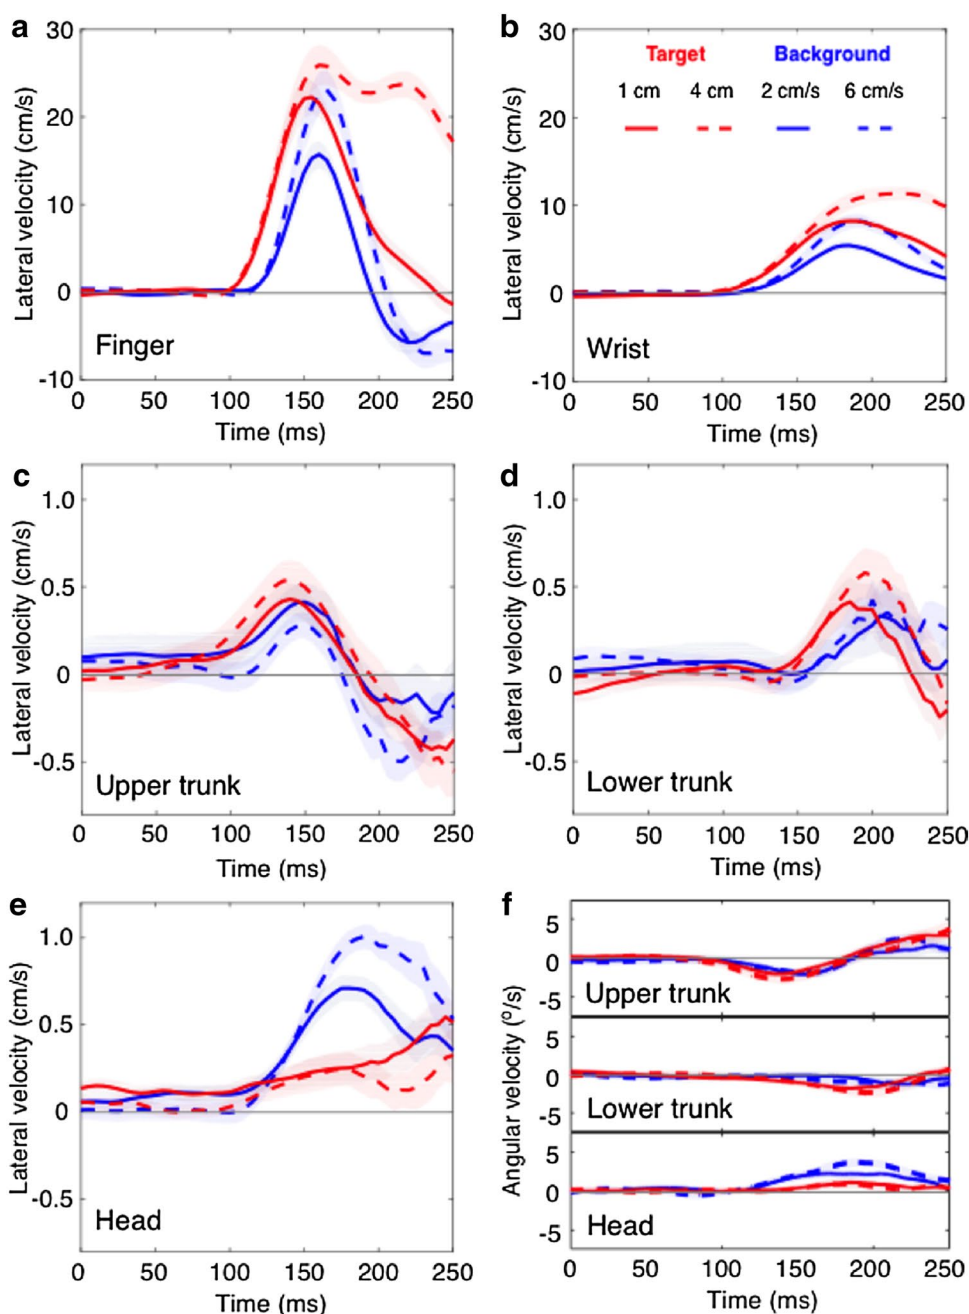 a
30
20
10
0
-10
Lateral velocity (cm/s)
Finger
0 50 100 150 200 250
Time (ms)
b
30
20
10
0
-10
Lateral velocity (cm/s)
Target Background
1 cm 4 cm 2 cm/s 6 cm/s
Wrist
0 50 100 150 200 250
Time (ms)
c
1.0
0.5
0
-0.5
Lateral velocity (cm/s)
Upper trunk
0 50 100 150 200 250
Time (ms)
d
1.0
0.5
0
-0.5
Lateral velocity (cm/s)
Lower trunk
0 50 100 150 200 250
Time (ms)
e
1.0
0.5
0
-0.5
Lateral velocity (cm/s)
Head
0 50 100 150 200 250
Time (ms)
f
5
0
-5
Upper trunk
5
0
-5
Lower trunk
5
0
-5
Head
Angular velocity (º/s)
0 50 100 150 200 250
Time (ms)